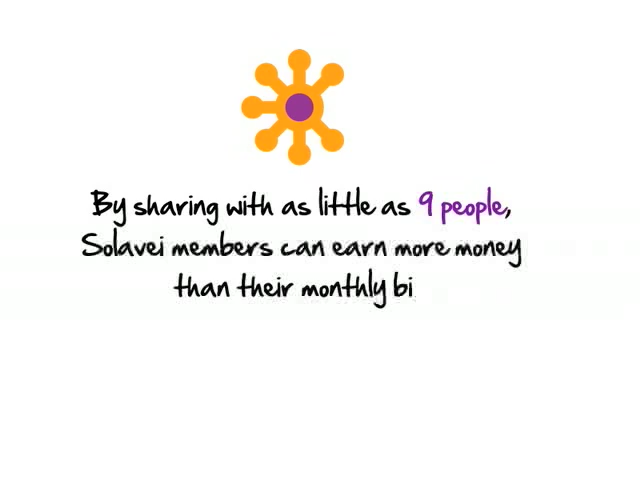 By sharing with as little as 9 people,
Solavei members can earn more money
than their monthly bi